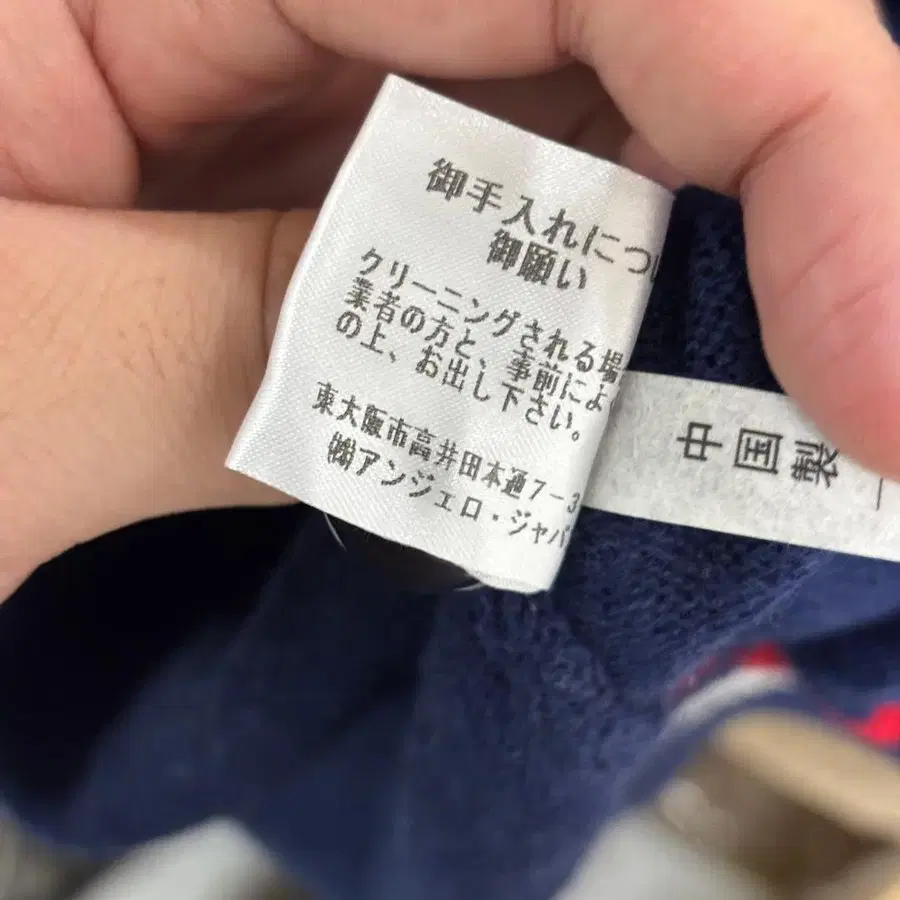 御手入れにつ
御願い
クリーニングされる場
業者の方と、事前によ
の上、お出し下さい。
東大阪市高井田本通7-3
㈱アンジェロ・ジャパ
中国製